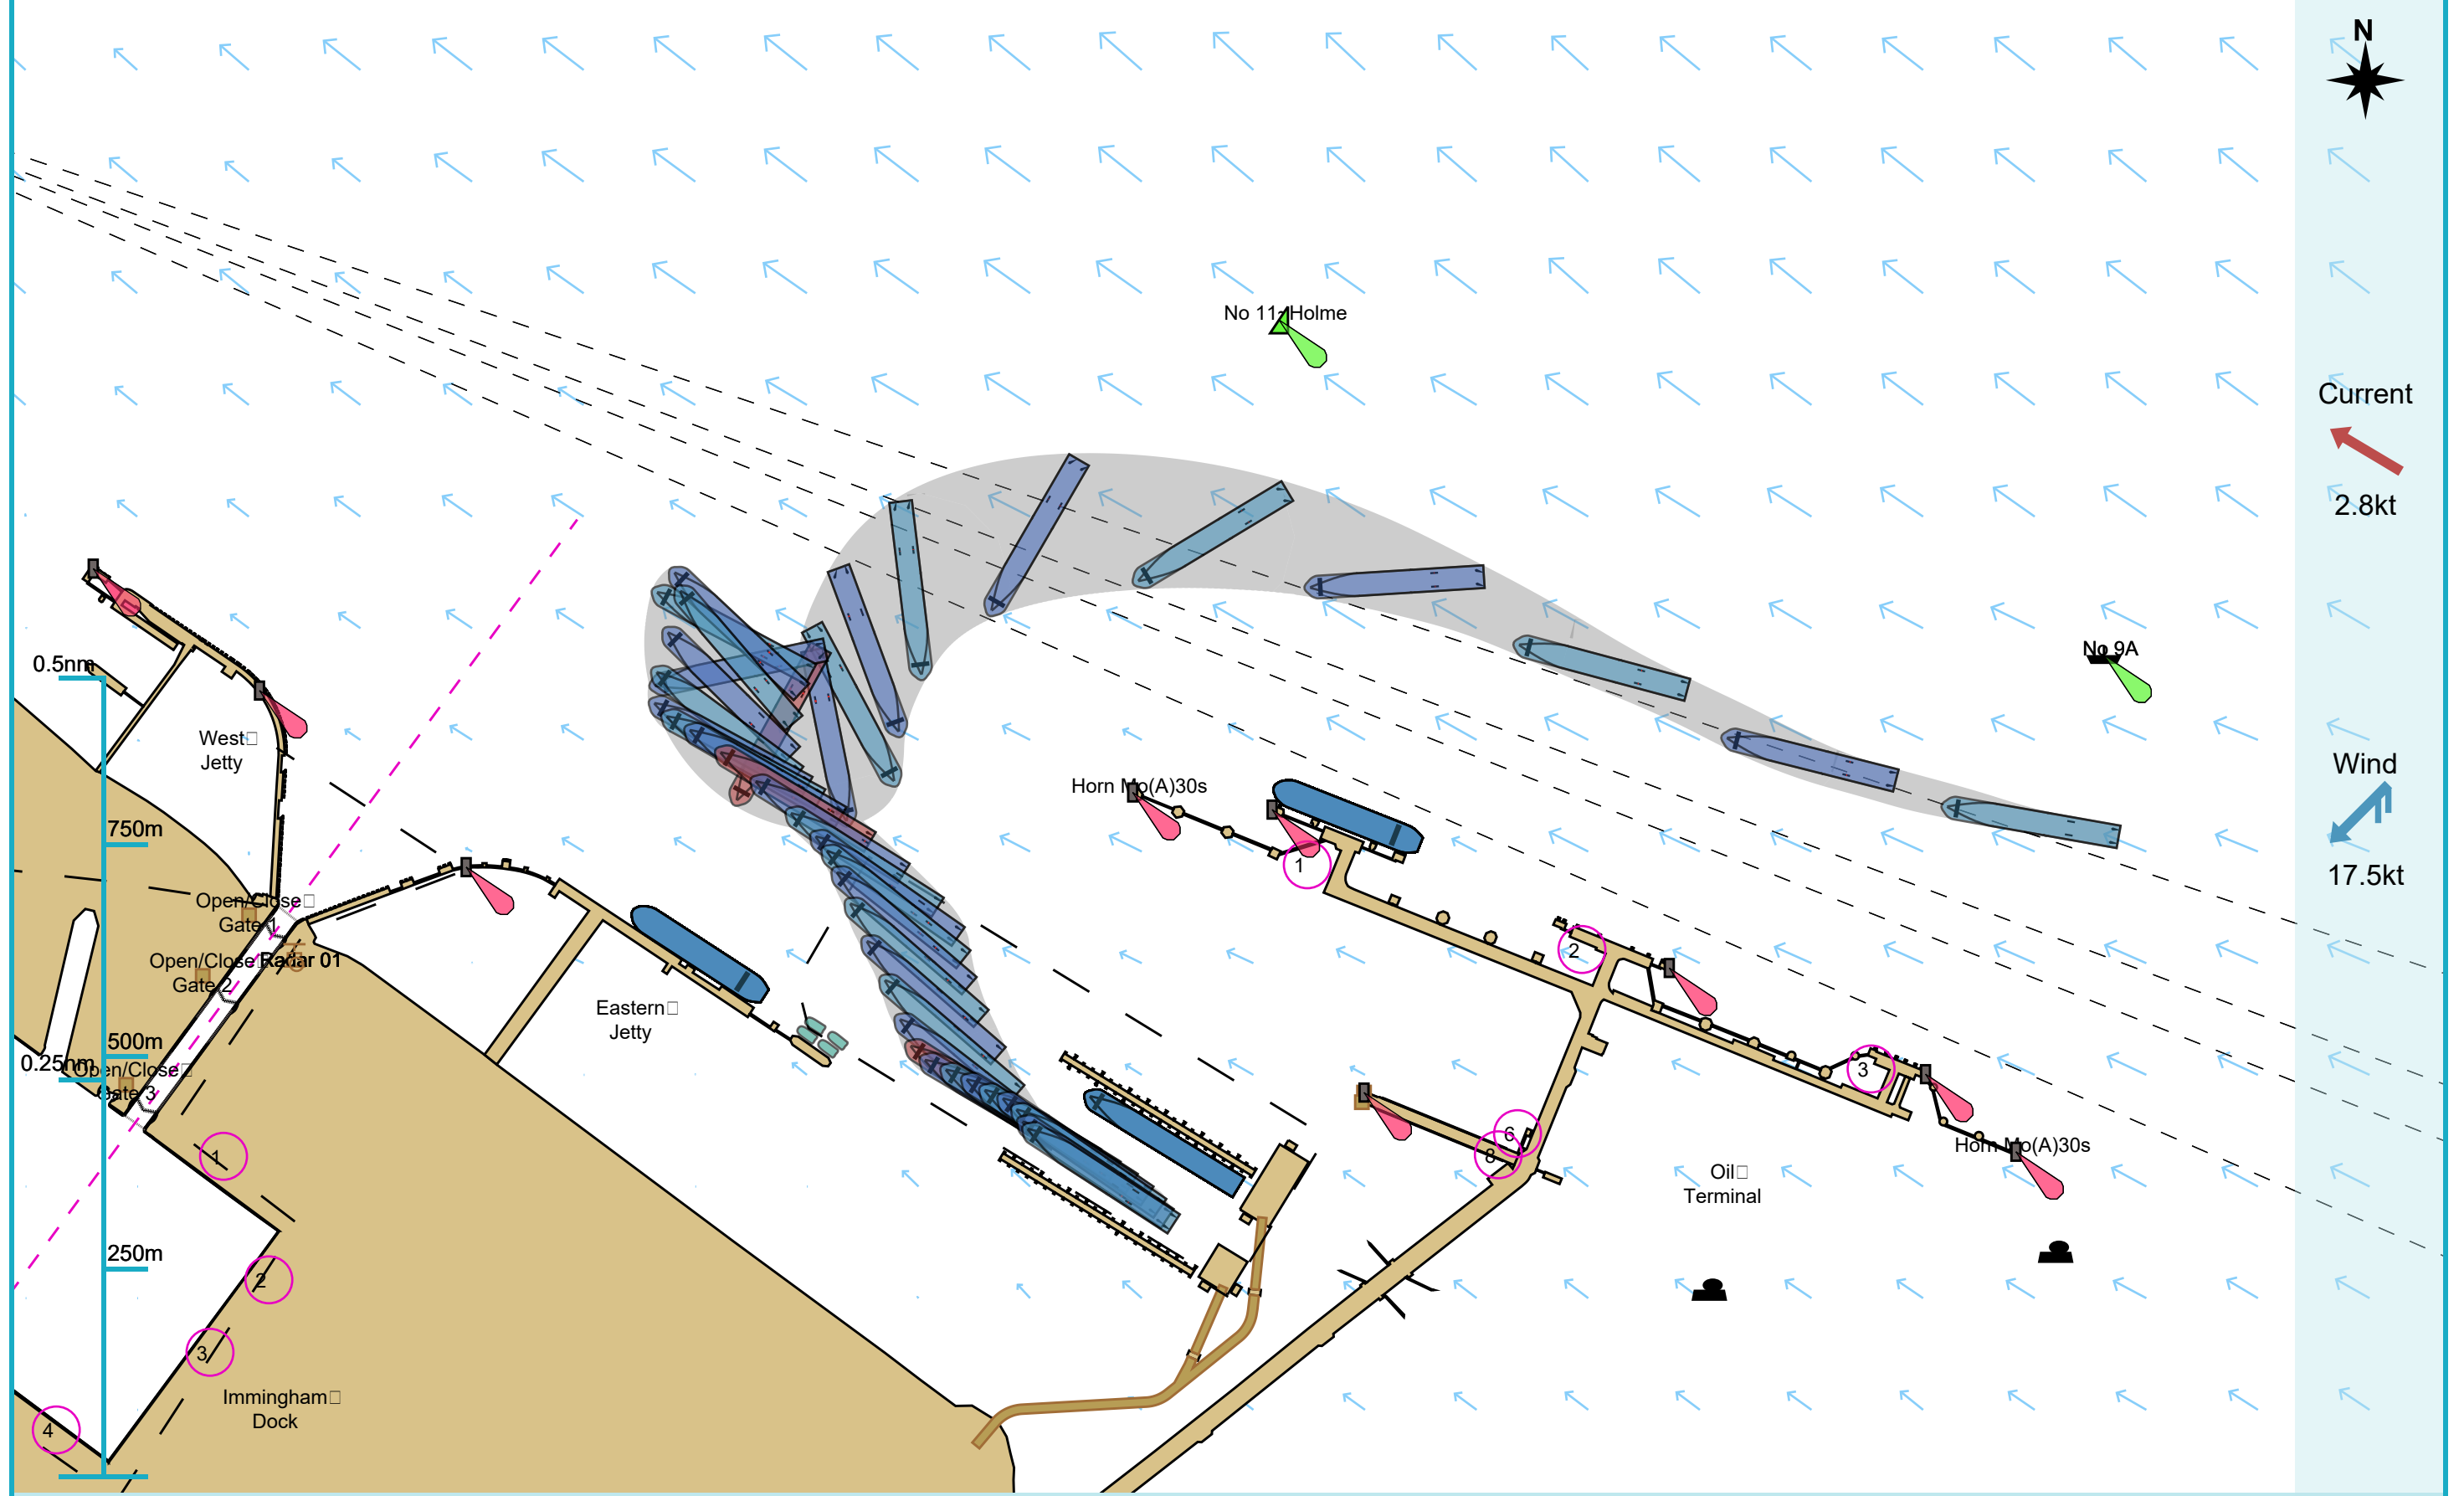 N
No 11a Holme
Current
2.8kt
No 9A
0.5nm
West
Jetty
Wind
17.5kt
Horn Mo(A)30s
750m
1
Open/Close
Gate 1
2
Open/Close
Radar 01
Gate 2
Eastern
Jetty
500m
0.25nm
Open/Close
Gate 3
3
6
8
Horn Mo(A)30s
1
Oil
Terminal
250m
2
3
Immingham
Dock
4